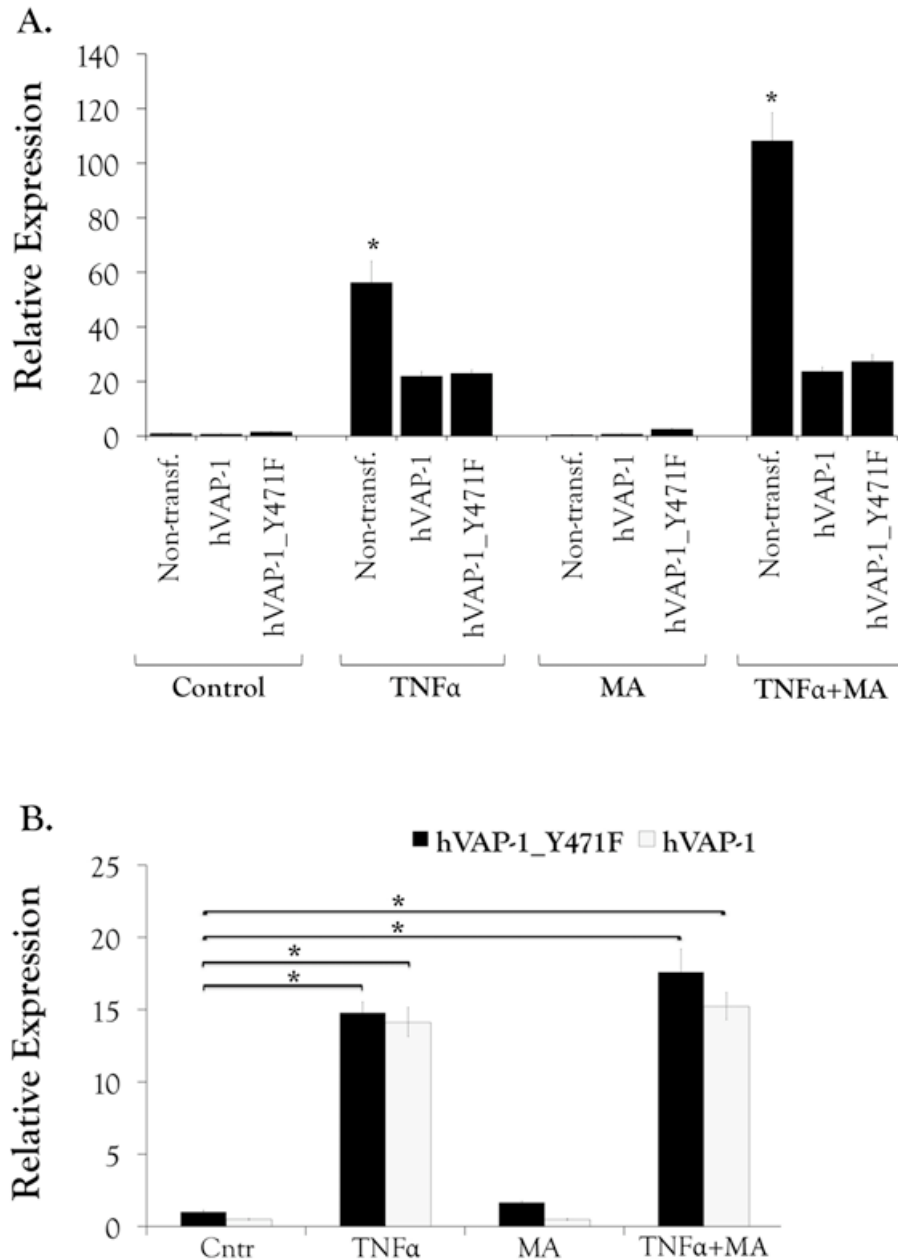 A.
Relative Expression
140
120
100
80
60
40
20
0
*
*
Non-transf.
hVAP-1
hVAP-1_Y471F
Non-transf.
hVAP-1
hVAP-1_Y471F
Non-transf.
hVAP-1
hVAP-1_Y471F
Non-transf.
hVAP-1
hVAP-1_Y471F
Control
TNFα
MA
TNFα+MA
B.
hVAP-1_Y471F
hVAP-1
Relative Expression
25
20
15
10
5
0
*
*
*
*
Cntr
TNFα
MA
TNFα+MA